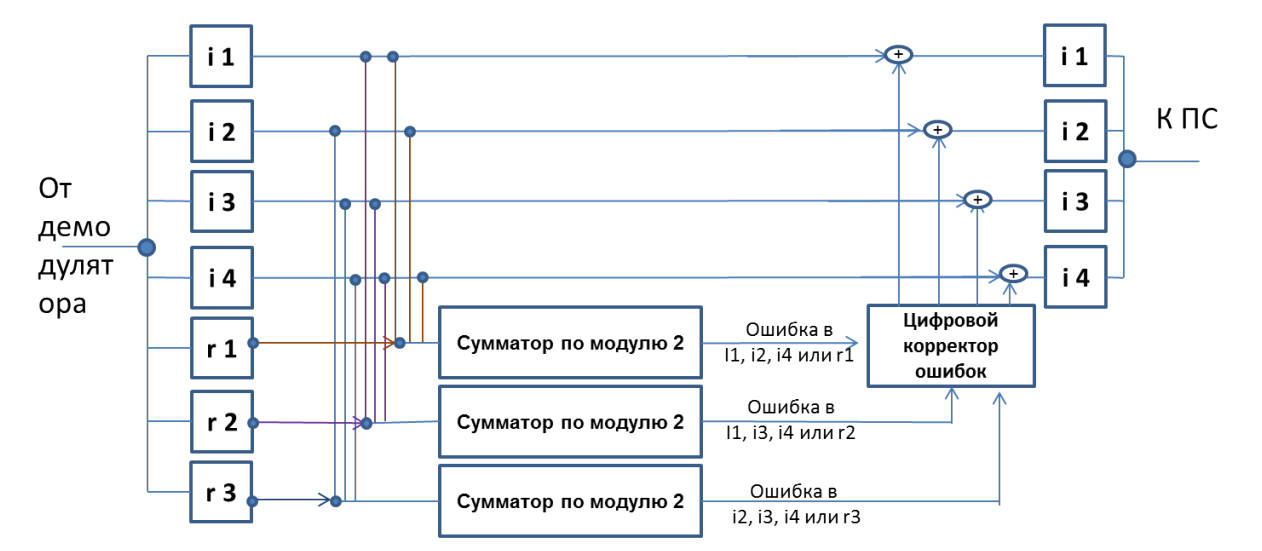 i 1
i 2
i 3
i 4
r 1
r 2
r 3
От
демо
дулят
ора
+
+
+
+
i 1
i 2
i 3
i 4
К ПС
Сумматор по модулю 2
Ошибка в
I1, i2, i4 или r1
Цифровой
корректор
ошибок
Сумматор по модулю 2
Ошибка в
I1, i3, i4 или r2
Сумматор по модулю 2
Ошибка в
i2, i3, i4 или r3